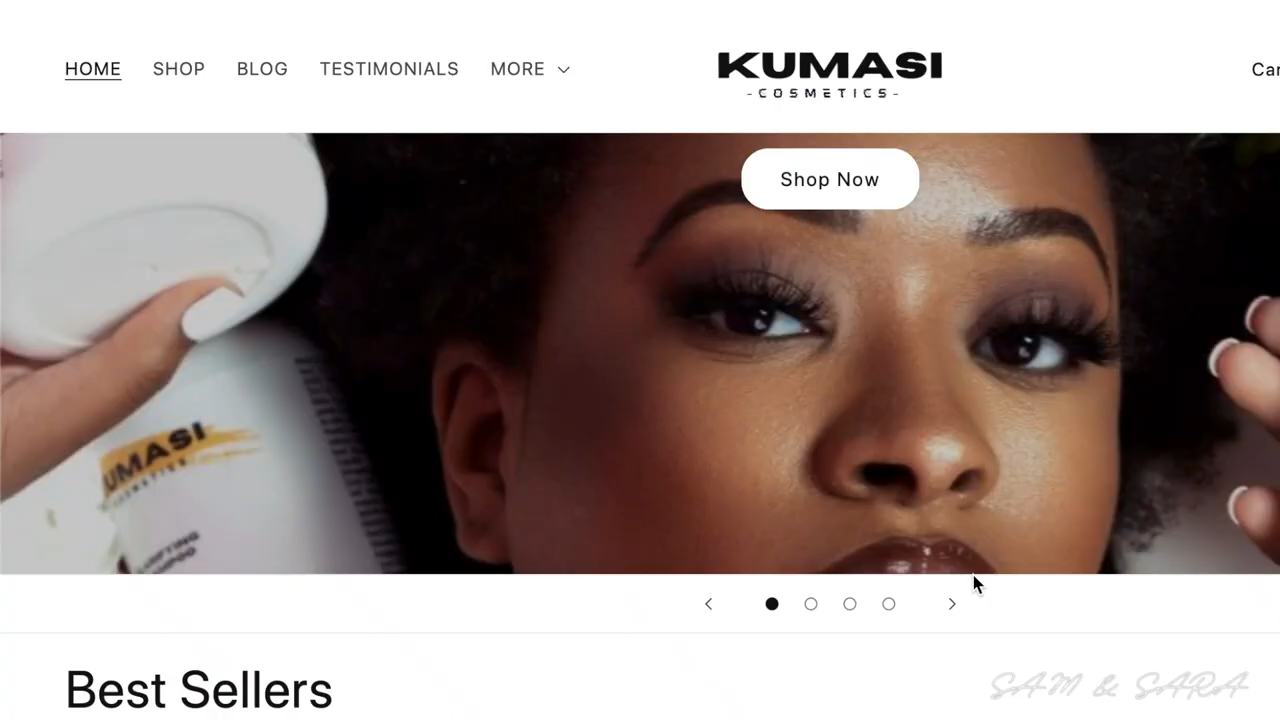 HOME SHOP BLOG TESTIMONIALS MORE
KUMASI
-COSMETICS-
Car
Shop Now
UMASI
Best Sellers
SAM & SARA